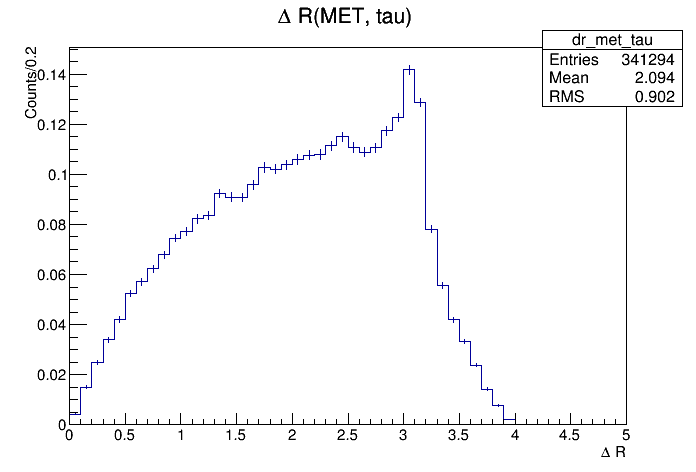 Δ R(MET, tau)
dr_met_tau
Entries 341294
Mean 2.094
RMS 0.902
Counts/0.2
0.14
0.12
0.1
0.08
0.06
0.04
0.02
0
0 0.5 1 1.5 2 2.5 3 3.5 4 4.5 5
Δ R